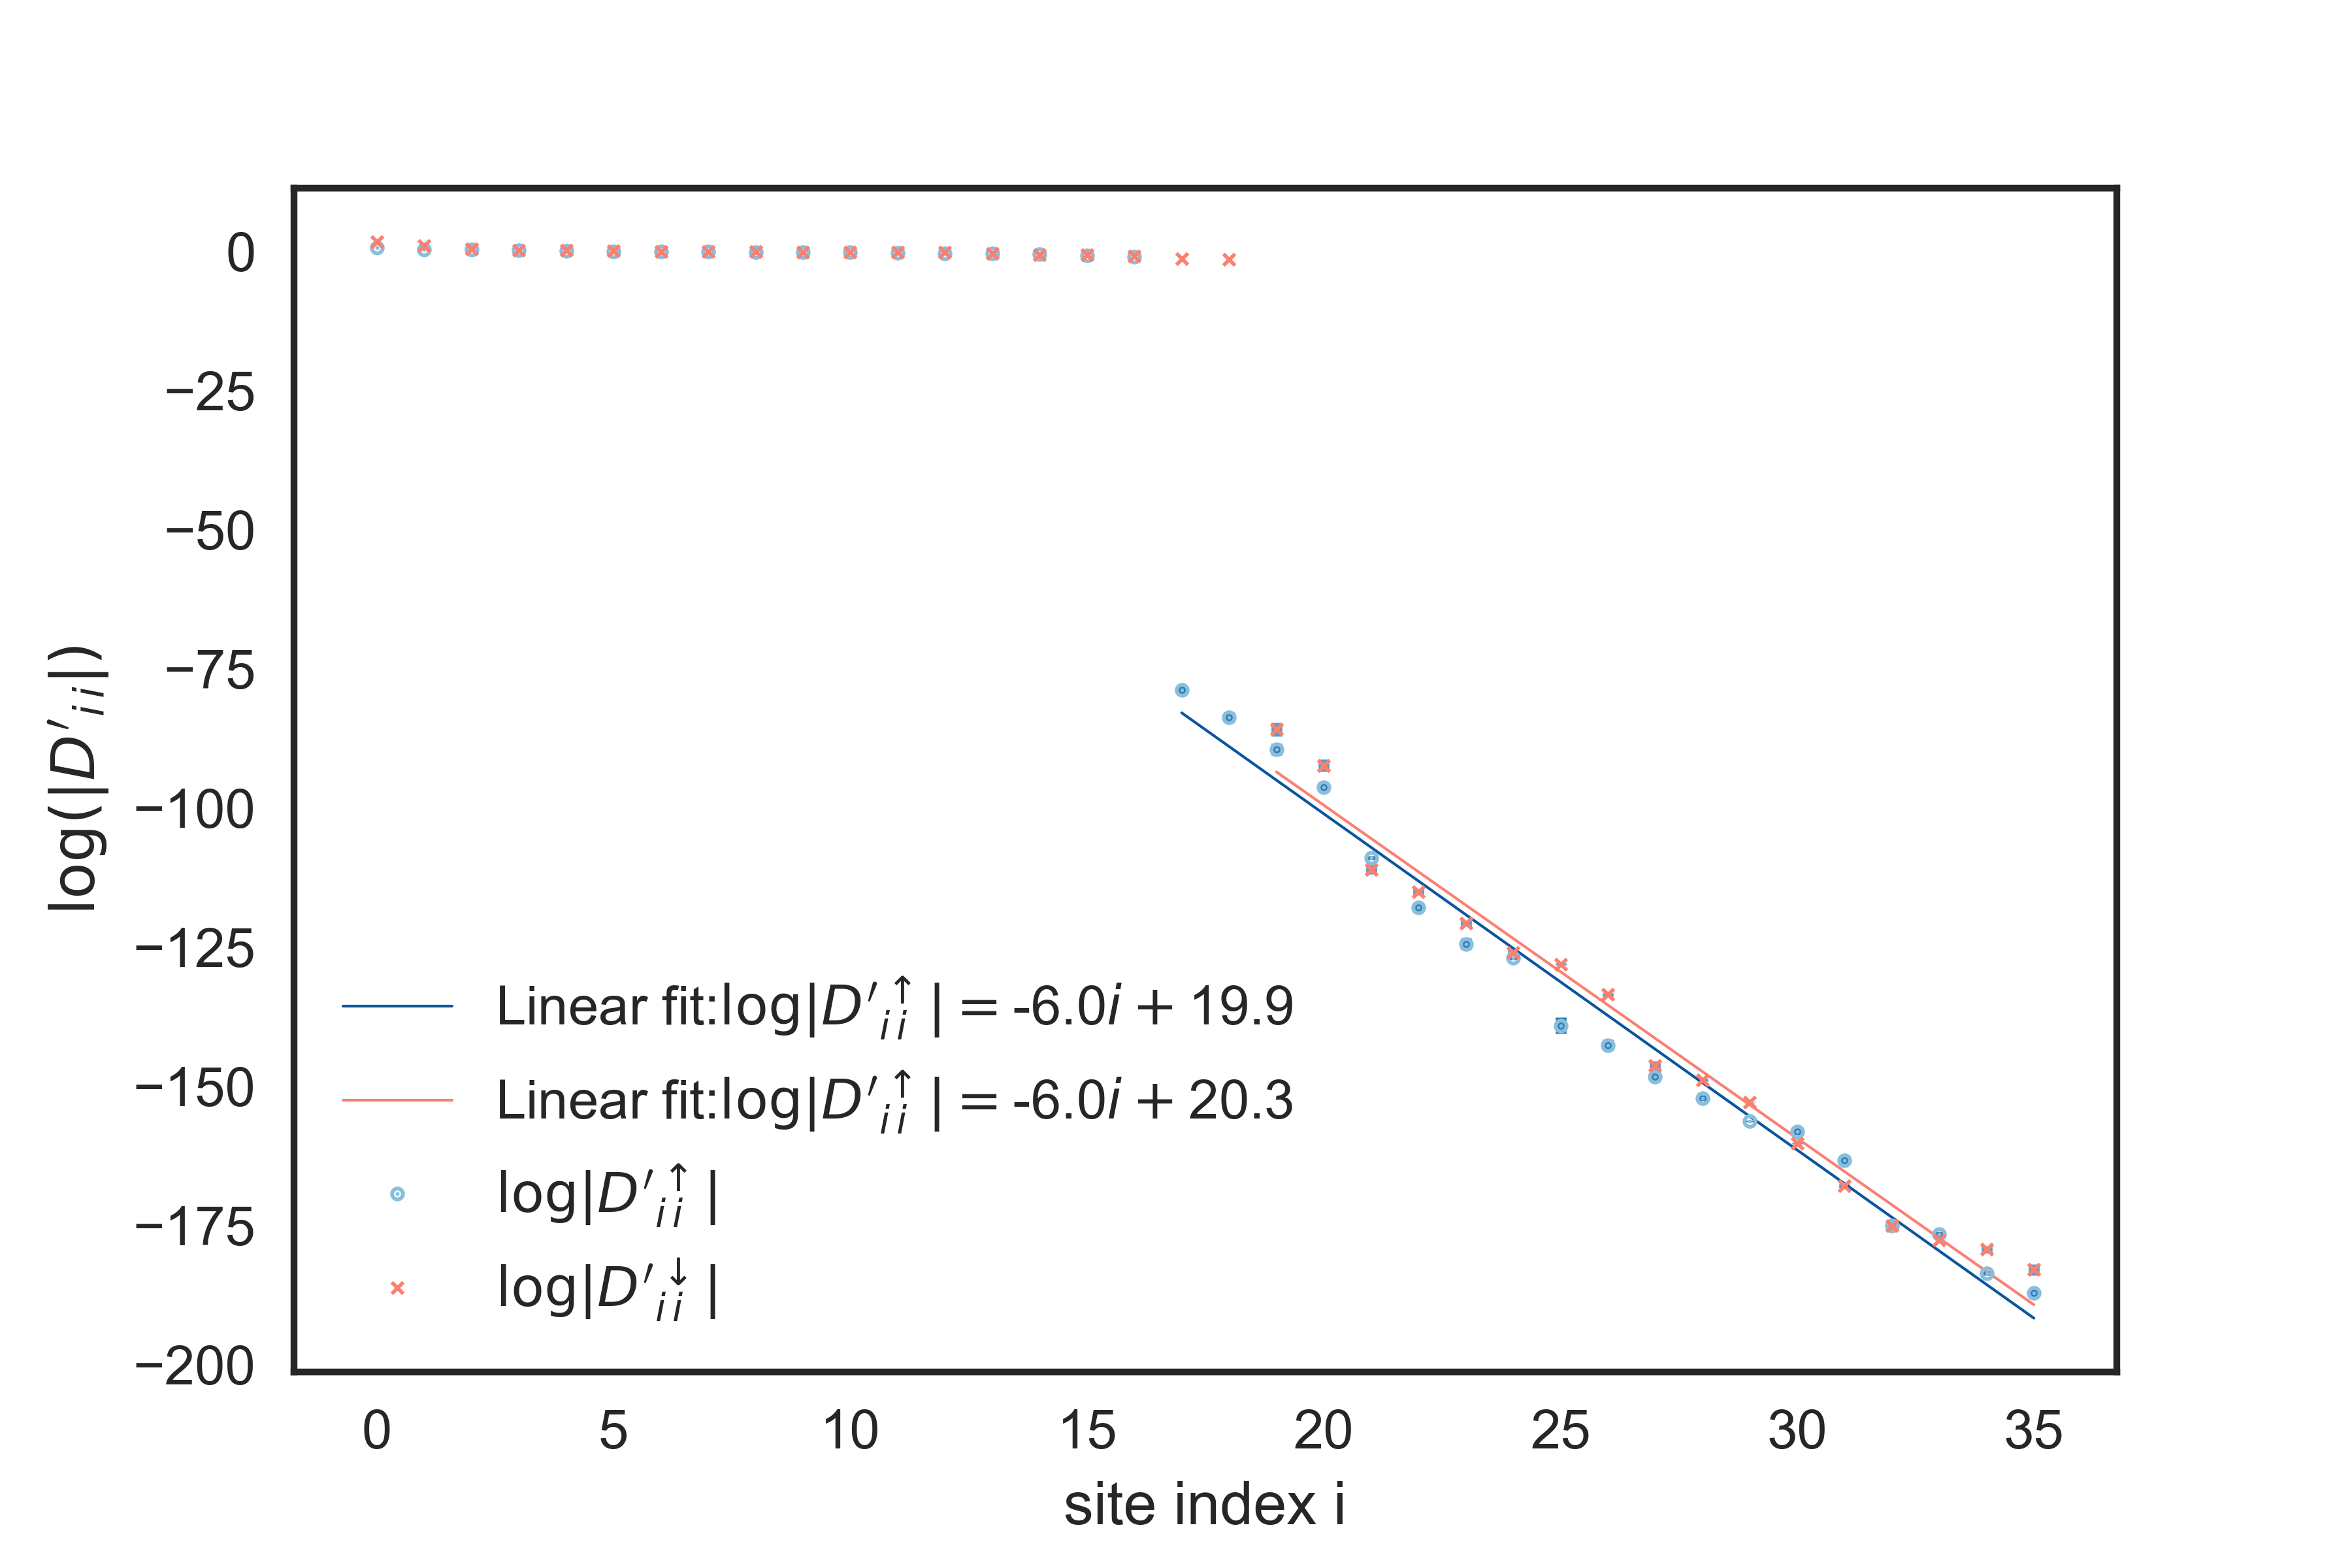 0
−25
−50
−75
−100
−125
−150
−175
−200
log(|D′ii|)
Linear fit:log|D′ii↑| = -6.0i + 19.9
Linear fit:log|D′ii↑| = -6.0i + 20.3
log|D′ii↑|
log|D′ii↓|
0 5 10 15 20 25 30 35
site index i